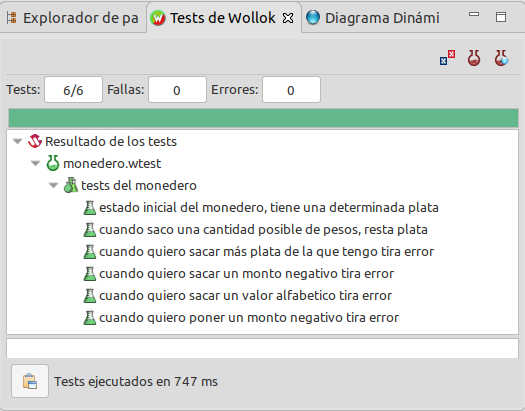 Explorador de pa
Tests de Wollok
Diagrama Dinámi
Tests: 6/6 Fallas: 0 Errores: 0
Resultado de los tests
monedero.wtest
tests del monedero
estado inicial del monedero, tiene una determinada plata
cuando saco una cantidad posible de pesos, resta plata
cuando quiero sacar más plata de la que tengo tira error
cuando quiero sacar un monto negativo tira error
cuando quiero sacar un valor alfabetico tira error
cuando quiero poner un monto negativo tira error
Tests ejecutados en 747 ms